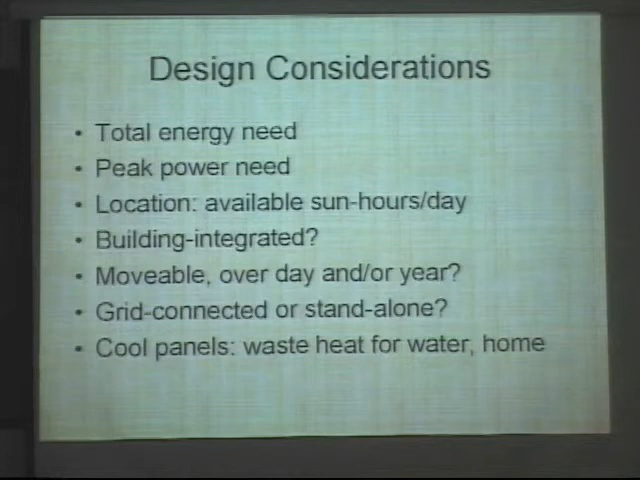 Design Considerations
• Total energy need
• Peak power need
• Location: available sun-hours/day
• Building-integrated?
• Moveable, over day and/or year?
• Grid-connected or stand-alone?
• Cool panels: waste heat for water, home